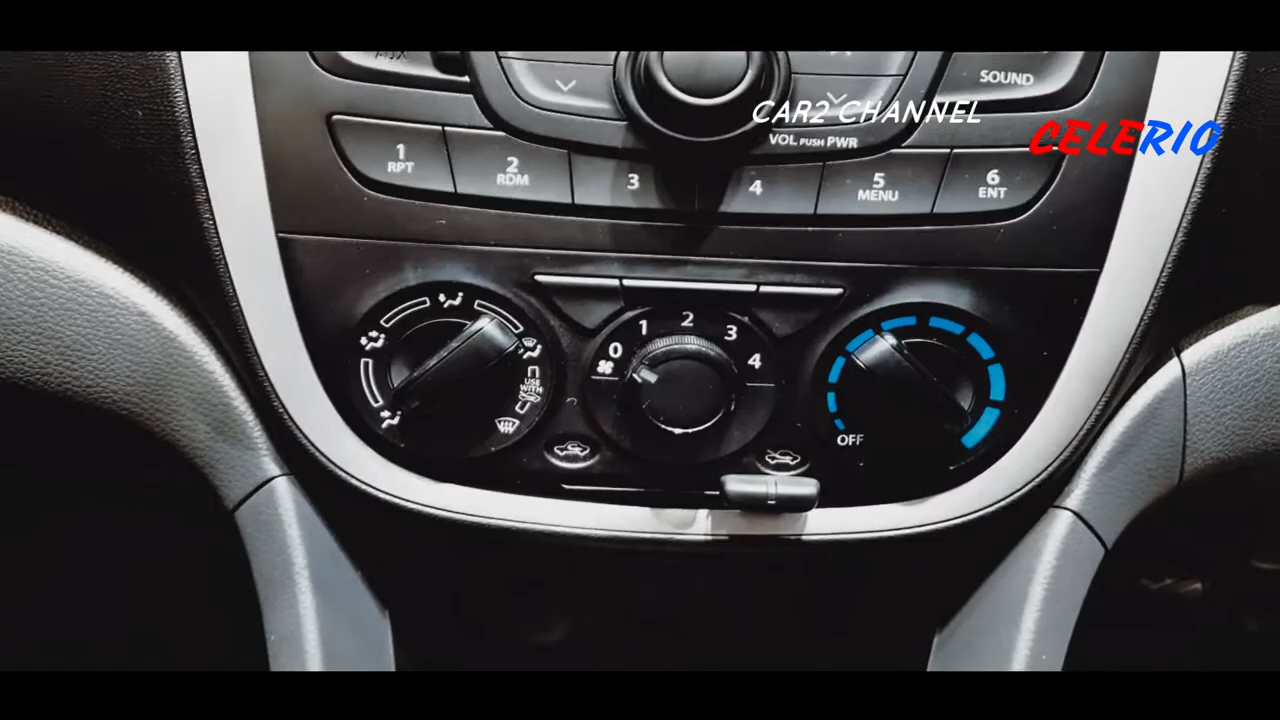 SOUND
CAR2 CHANNEL
CELERIO
VOL PUSH PWR
1
RPT
2
RDM
3
4
5
MENU
6
ENT
0 1 2 3 4
USE
WITH
OFF